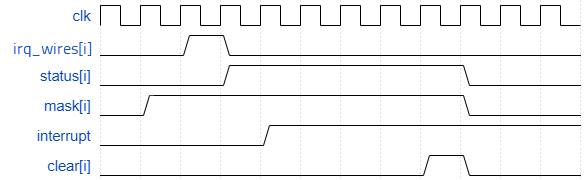 clk
irq_wires[i]
status[i]
mask[i]
interrupt
clear[i]